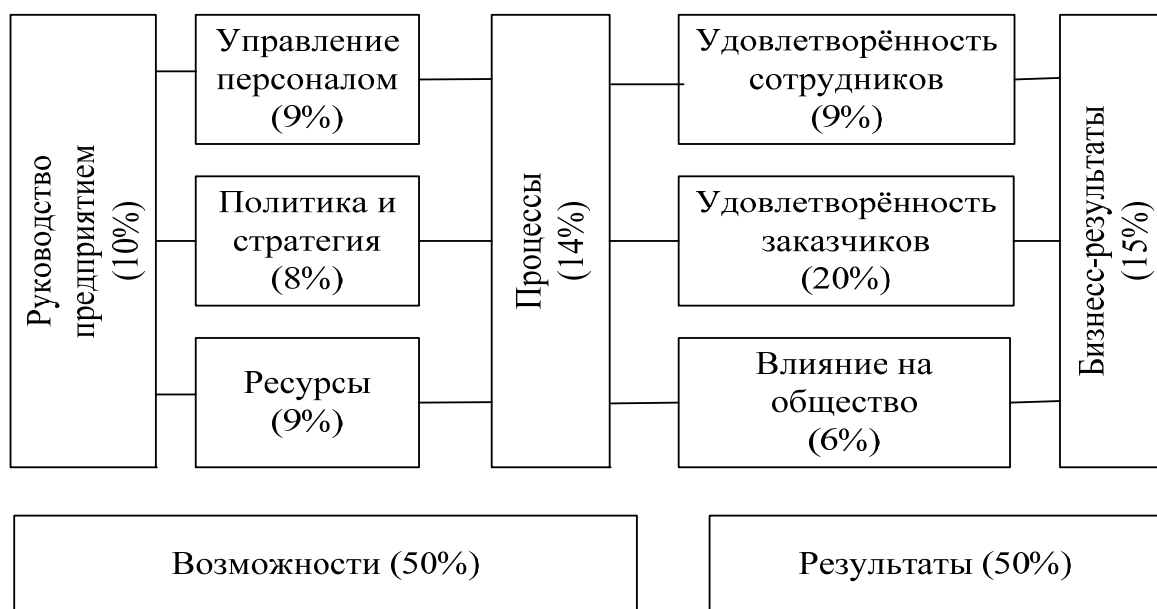 Руководство
предприятием
(10%)
Управление
персоналом
(9%)
Политика и
стратегия
(8%)
Ресурсы
(9%)
Процессы
(14%)
Удовлетворённость
сотрудников
(9%)
Удовлетворённость
заказчиков
(20%)
Влияние на
общество
(6%)
Бизнесс-результаты
(15%)
Возможности (50%)
Результаты (50%)